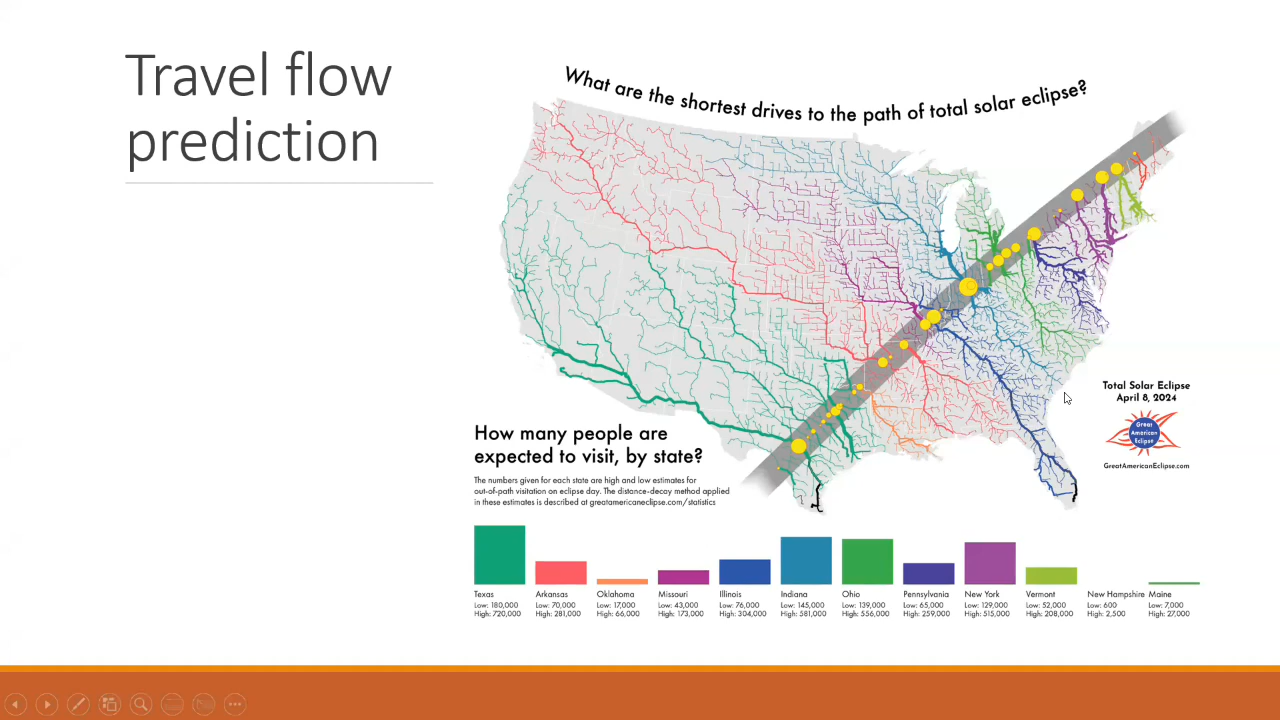 Travel flow
prediction
What are the shortest drives to the path of total solar eclipse?
Total Solar Eclipse
April 8, 2024
Great
American
Eclipse
GreatAmericanEclipse.com
How many people are
expected to visit, by state?
The numbers given for each state are high and low estimates for
out-of-path visitation on eclipse day. The distance-decay method applied
in these estimates is described at greatamericaneclipse.com/statistics
Texas
Low: 180,000
High: 720,000
Arkansas
Low: 70,000
High: 281,000
Oklahoma
Low: 17,000
High: 66,000
Missouri
Low: 43,000
High: 173,000
Illinois
Low: 76,000
High: 304,000
Indiana
Low: 145,000
High: 581,000
Ohio
Low: 139,000
High: 556,000
Pennsylvania
Low: 65,000
High: 259,000
New York
Low: 129,000
High: 515,000
Vermont
Low: 52,000
High: 208,000
New Hampshire
Low: 600
High: 2,500
Maine
Low: 7,000
High: 27,000